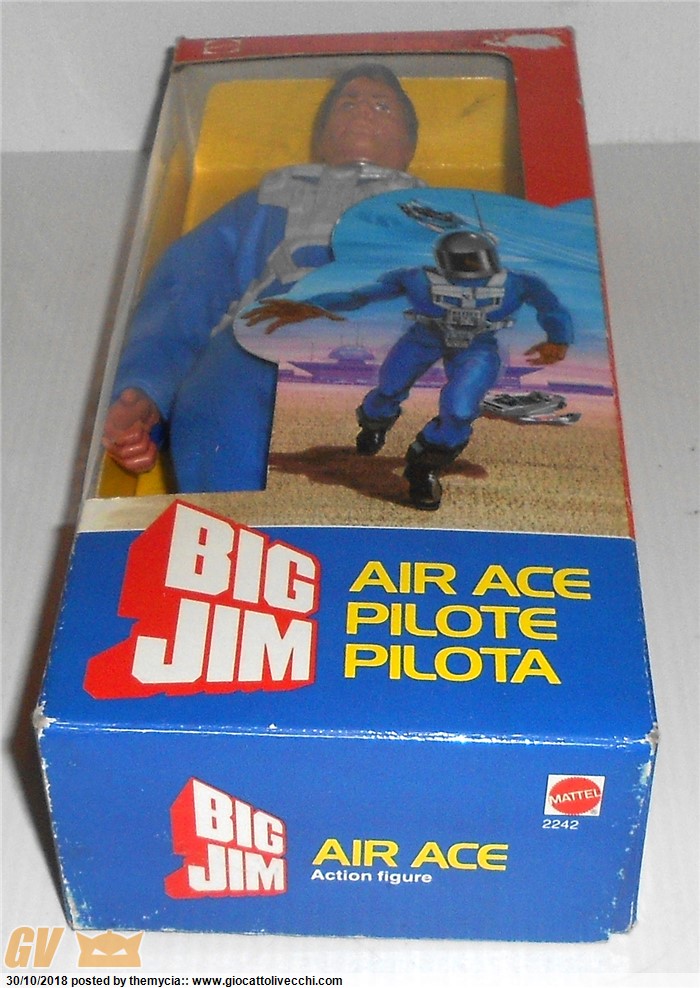 BIG
JIM
AIR ACE
PILOTE
PILOTA
BIG
JIM
AIR ACE
Action figure
MATTEL
2242
GV
30/10/2018 posted by themycia:: www.giocattolivecchi.com